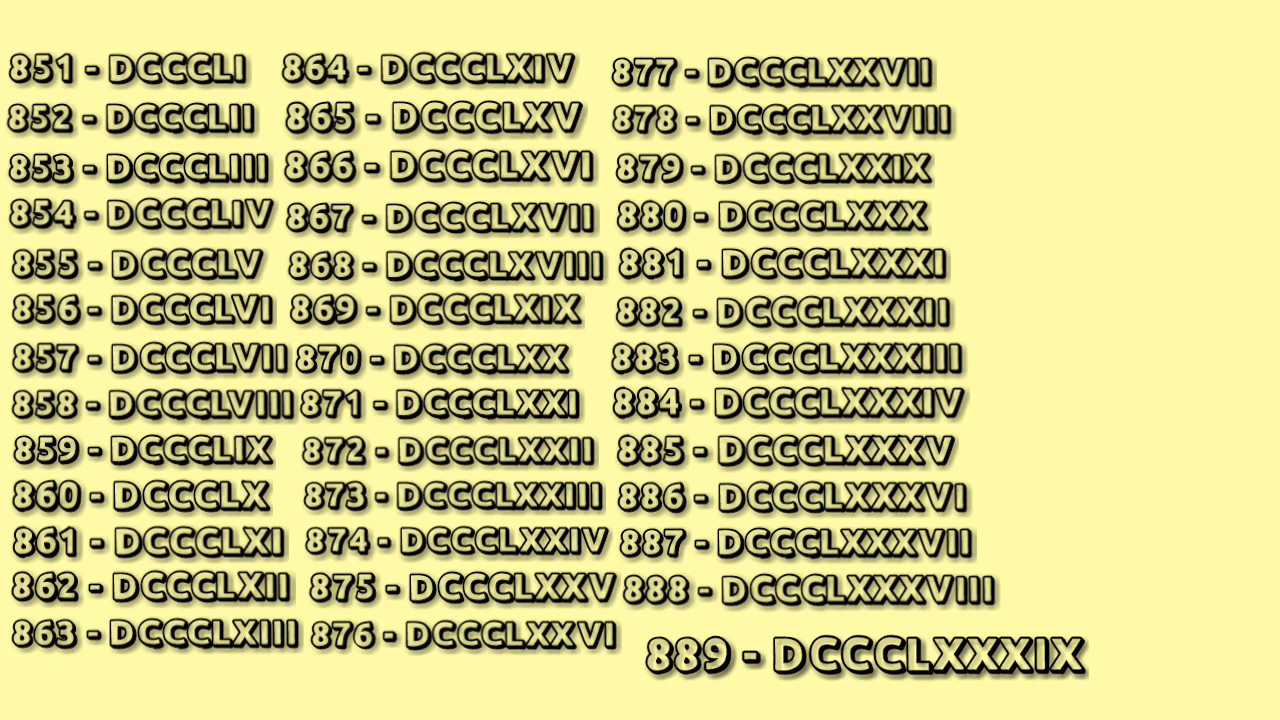 851 - DCCCLI
852 - DCCCLII
853 - DCCCLIII
854 - DCCCLIV
855 - DCCCLV
856 - DCCCLVI
857 - DCCCLVII
858 - DCCCLVIII
859 - DCCCLIX
860 - DCCCLX
861 - DCCCLXI
862 - DCCCLXII
863 - DCCCLXIII
864 - DCCCLXIV
865 - DCCCLXV
866 - DCCCLXVI
867 - DCCCLXVII
868 - DCCCLXVIII
869 - DCCCLXIX
870 - DCCCLXX
871 - DCCCLXXI
872 - DCCCLXXII
873 - DCCCLXXIII
874 - DCCCLXXIV
875 - DCCCLXXV
876 - DCCCLXXVI
877 - DCCCLXXVII
878 - DCCCLXXVIII
879 - DCCCLXXIX
880 - DCCCLXXX
881 - DCCCLXXXI
882 - DCCCLXXXII
883 - DCCCLXXXIII
884 - DCCCLXXXIV
885 - DCCCLXXXV
886 - DCCCLXXXVI
887 - DCCCLXXXVII
888 - DCCCLXXXVIII
889 - DCCCLXXXIX